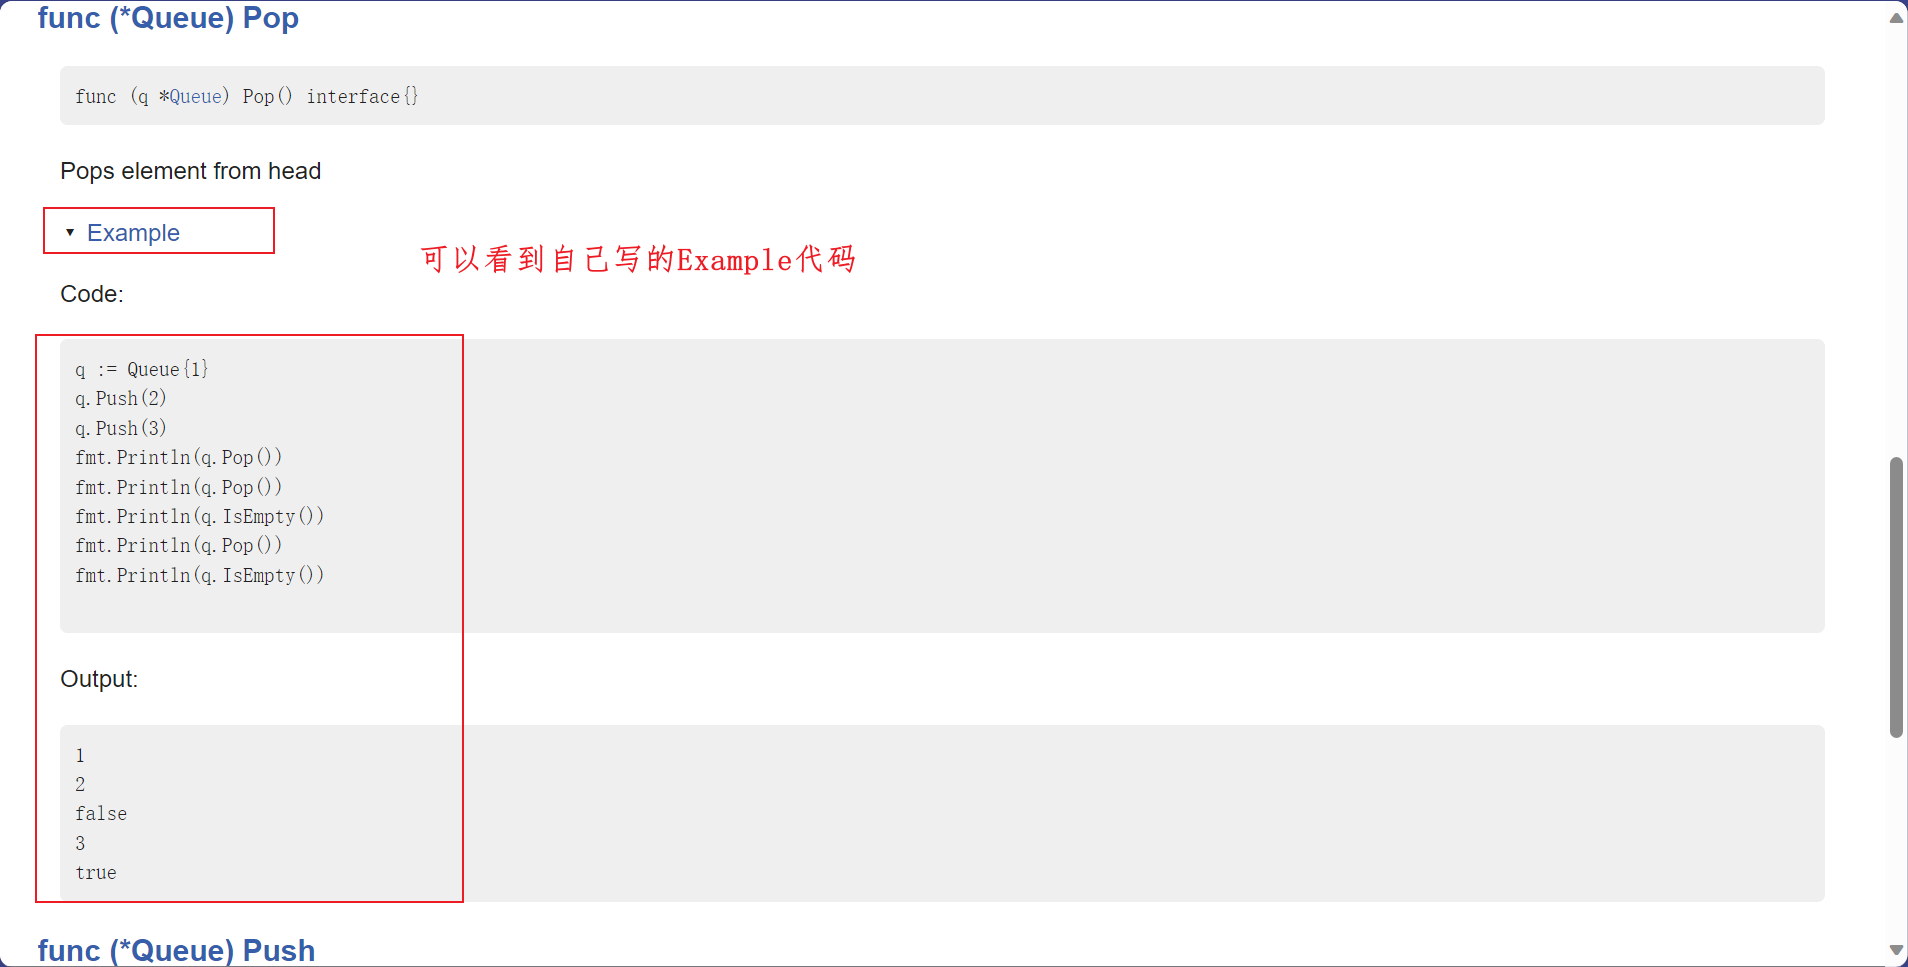 func (*Queue) Pop
func (q *Queue) Pop() interface{}
Pops element from head
▾ Example
可以看到自己写的Example代码
Code:
q := Queue{1}
q.Push(2)
q.Push(3)
fmt.Println(q.Pop())
fmt.Println(q.Pop())
fmt.Println(q.IsEmpty())
fmt.Println(q.Pop())
fmt.Println(q.IsEmpty())
Output:
1
2
false
3
true
func (*Queue) Push